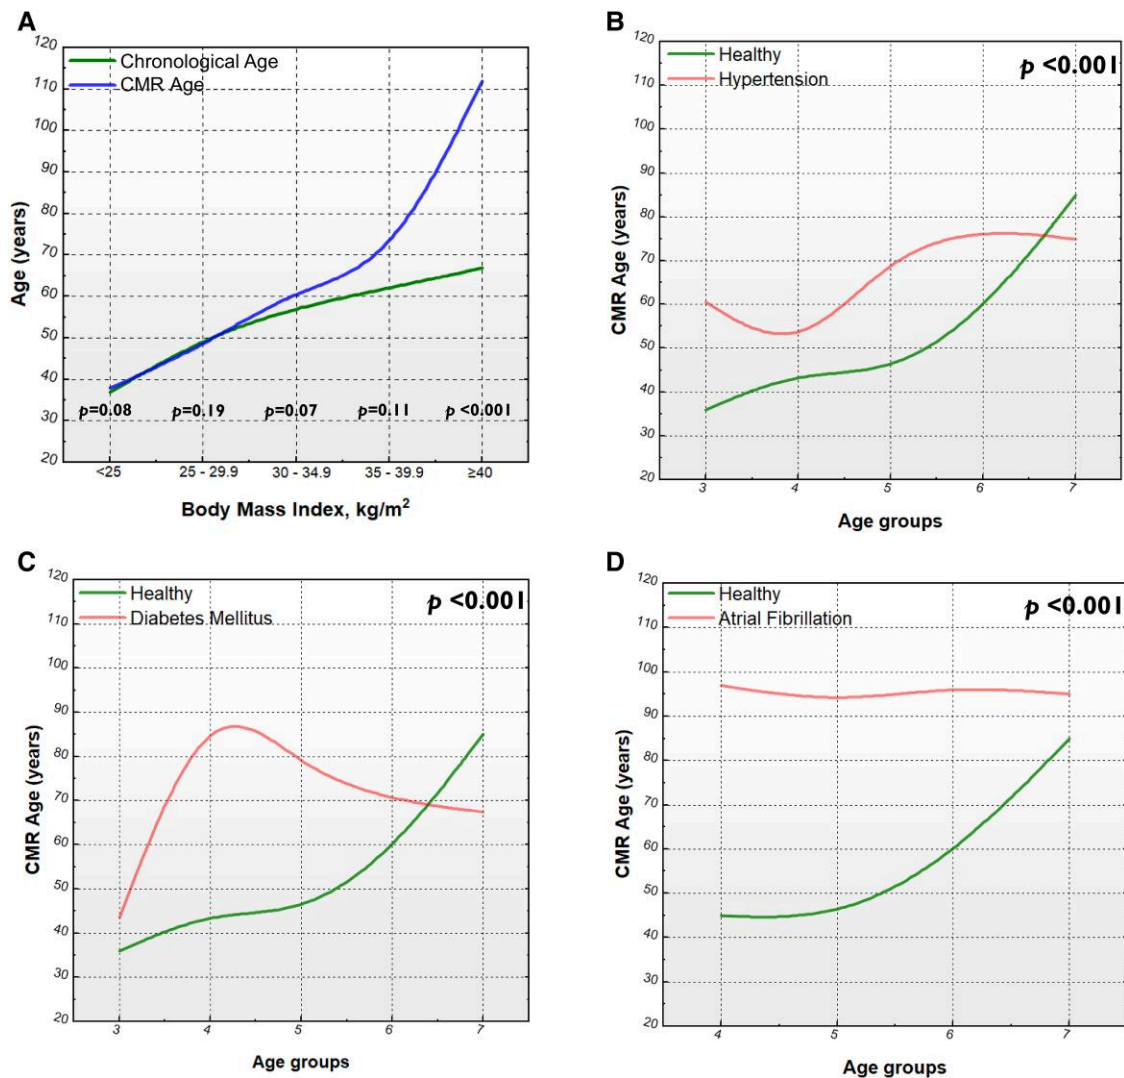 A
Chronological Age
CMR Age
120
110
100
90
80
70
60
50
40
30
20
Age (years)
p=0.08 p=0.19 p=0.07 p=0.11 p <0.001
<25 25 - 29.9 30 - 34.9 35 - 39.9 ≥40
Body Mass Index, kg/m²
B
Healthy
Hypertension
p <0.001
120
110
100
90
80
70
60
50
40
30
20
CMR Age (years)
3 4 5 6 7
Age groups
C
Healthy
Diabetes Mellitus
p <0.001
120
110
100
90
80
70
60
50
40
30
20
CMR Age (years)
3 4 5 6 7
Age groups
D
Healthy
Atrial Fibrillation
p <0.001
120
110
100
90
80
70
60
50
40
30
20
CMR Age (years)
4 5 6 7
Age groups